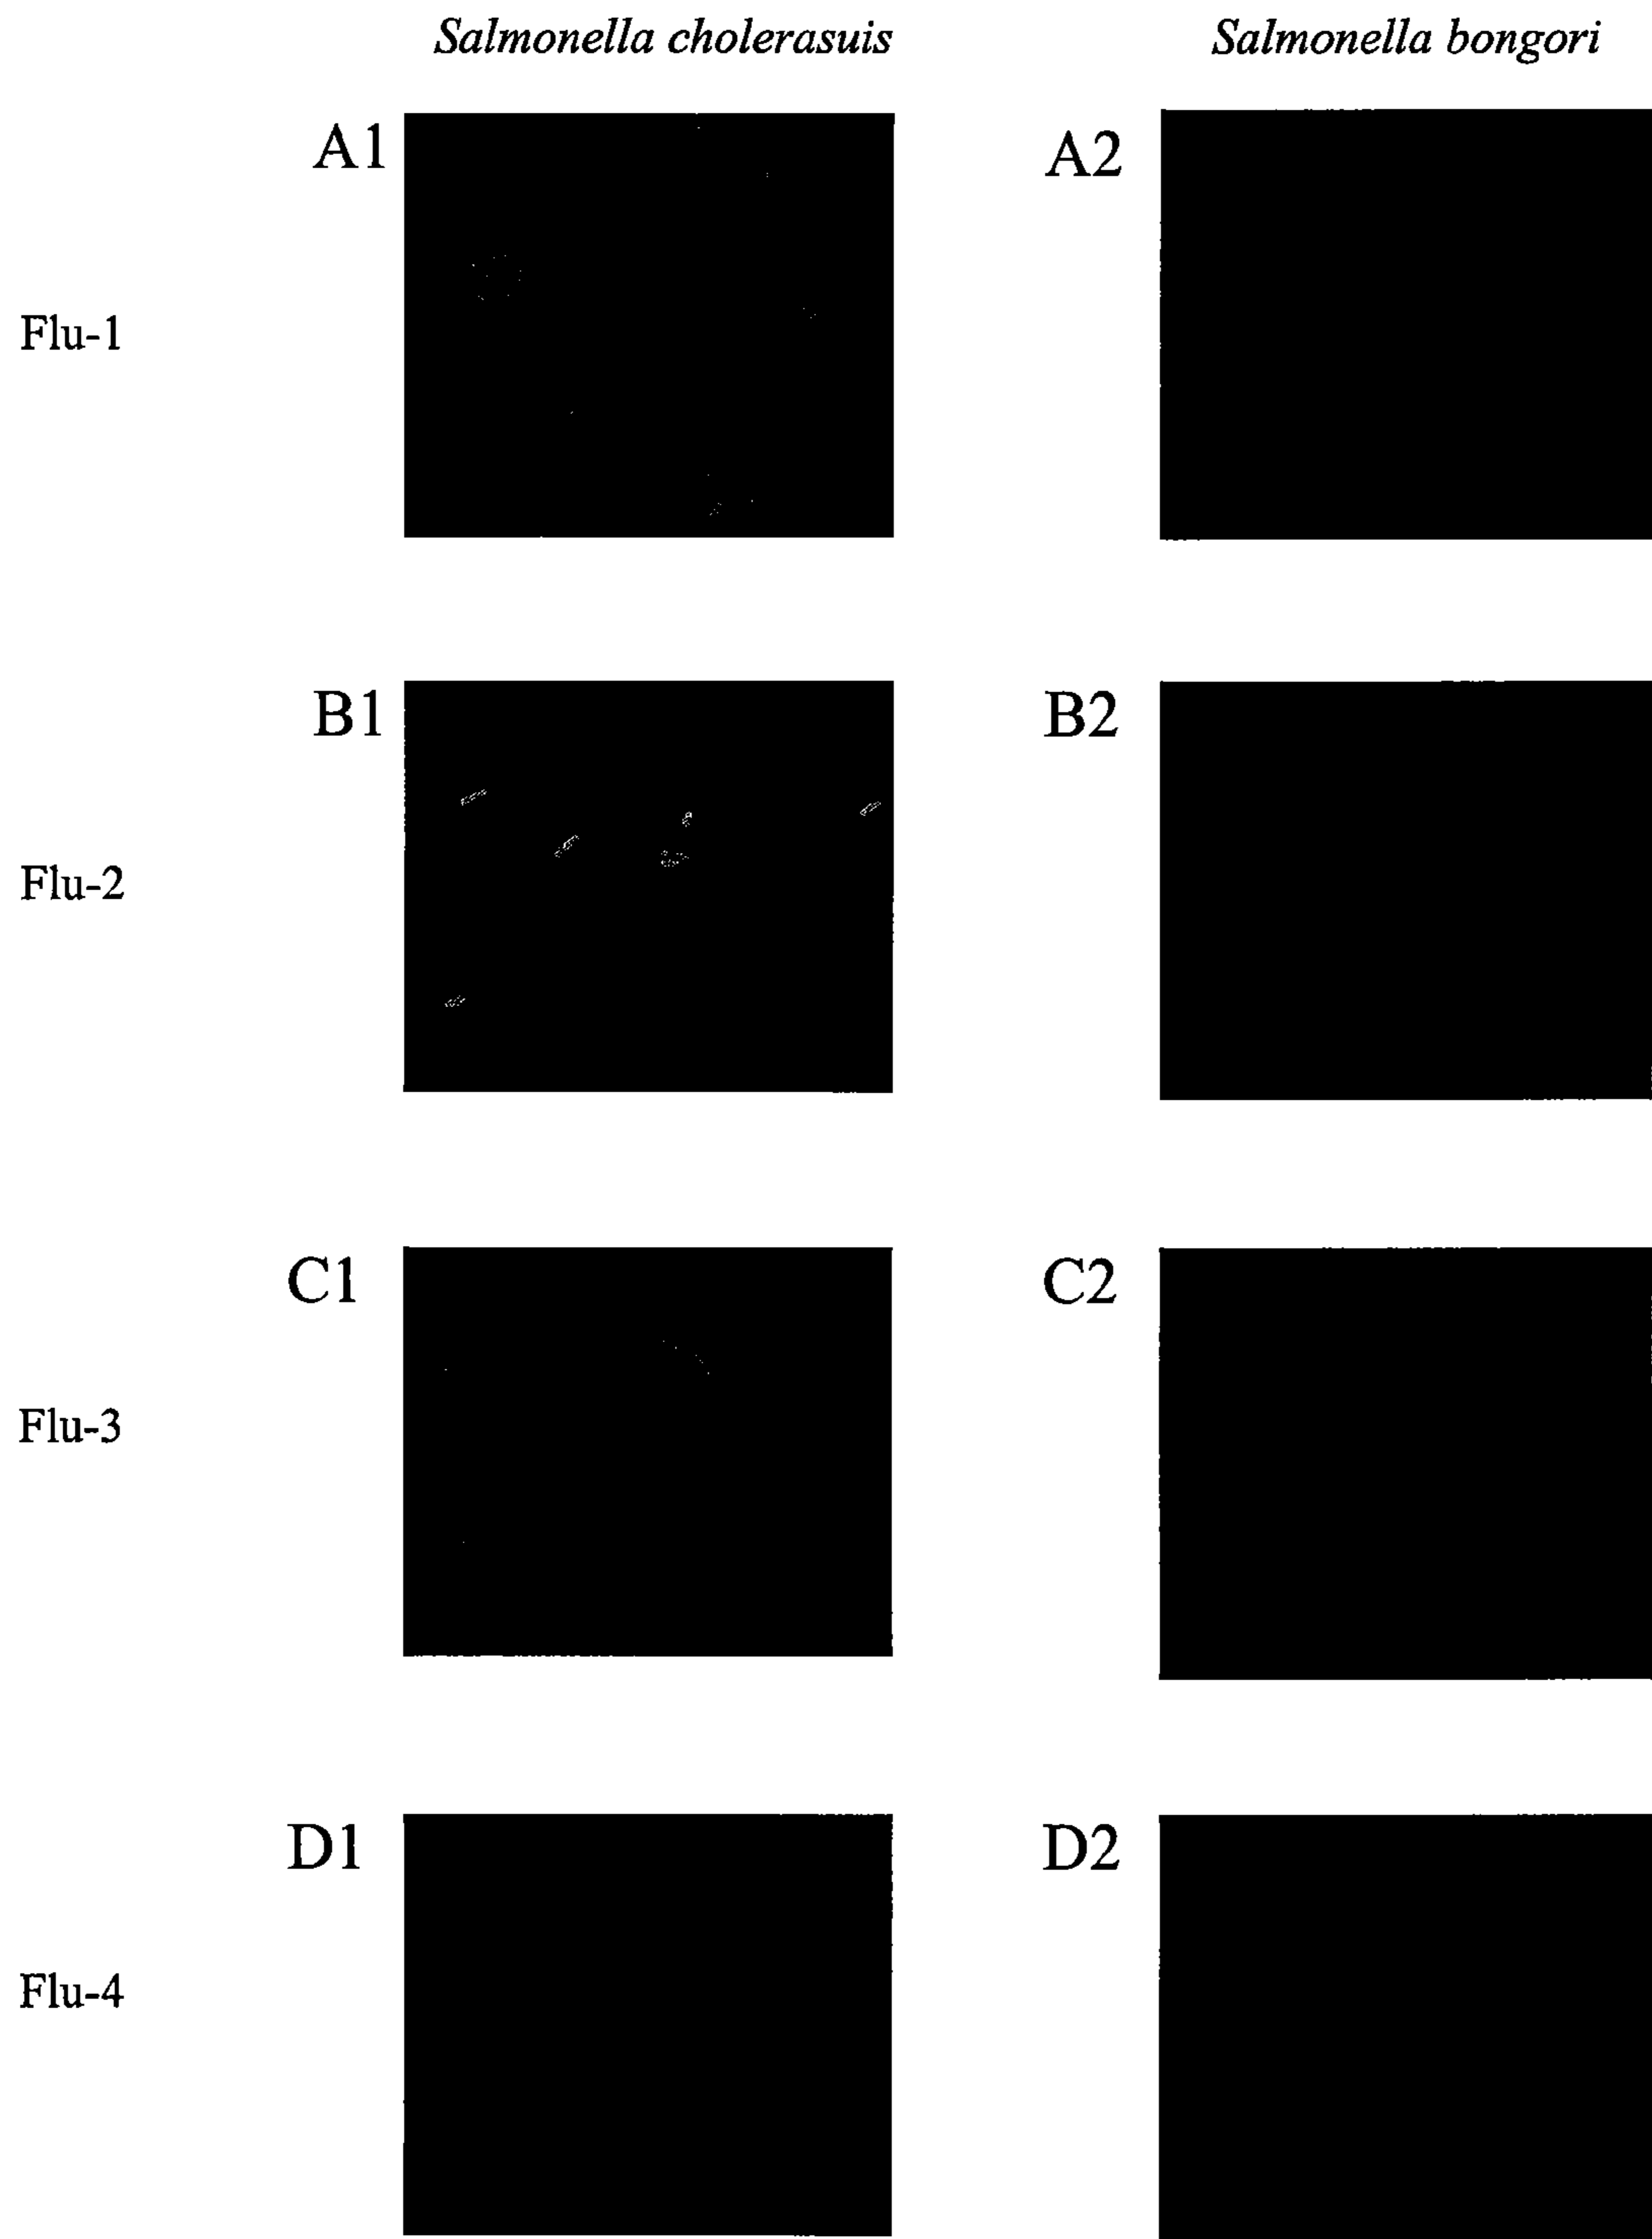 Salmonella cholerasuis Salmonella bongori
A1 A2
Flu-1
B1 B2
Flu-2
C1 C2
Flu-3
D1 D2
Flu-4